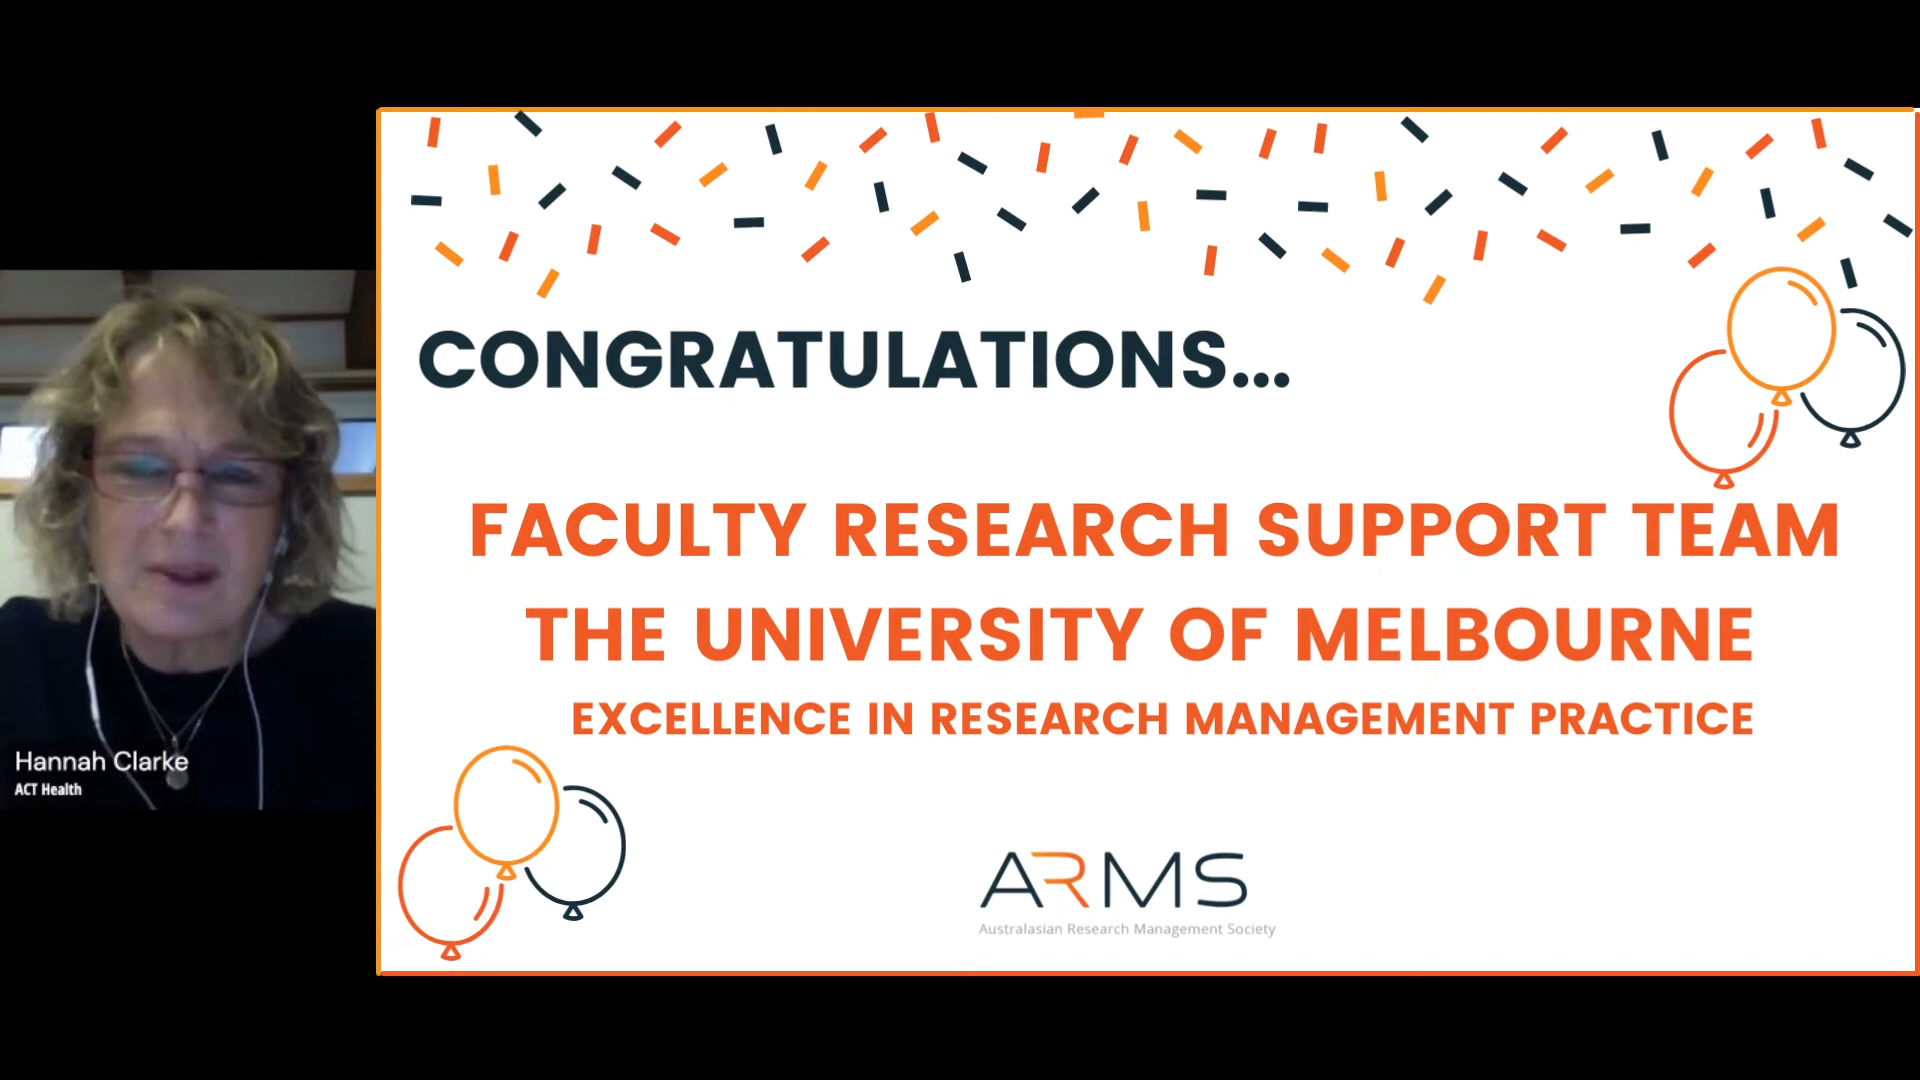 CONGRATULATIONS...
FACULTY RESEARCH SUPPORT TEAM
THE UNIVERSITY OF MELBOURNE
EXCELLENCE IN RESEARCH MANAGEMENT PRACTICE
Hannah Clarke
ACT Health
ARMS
Australasian Research Management Society